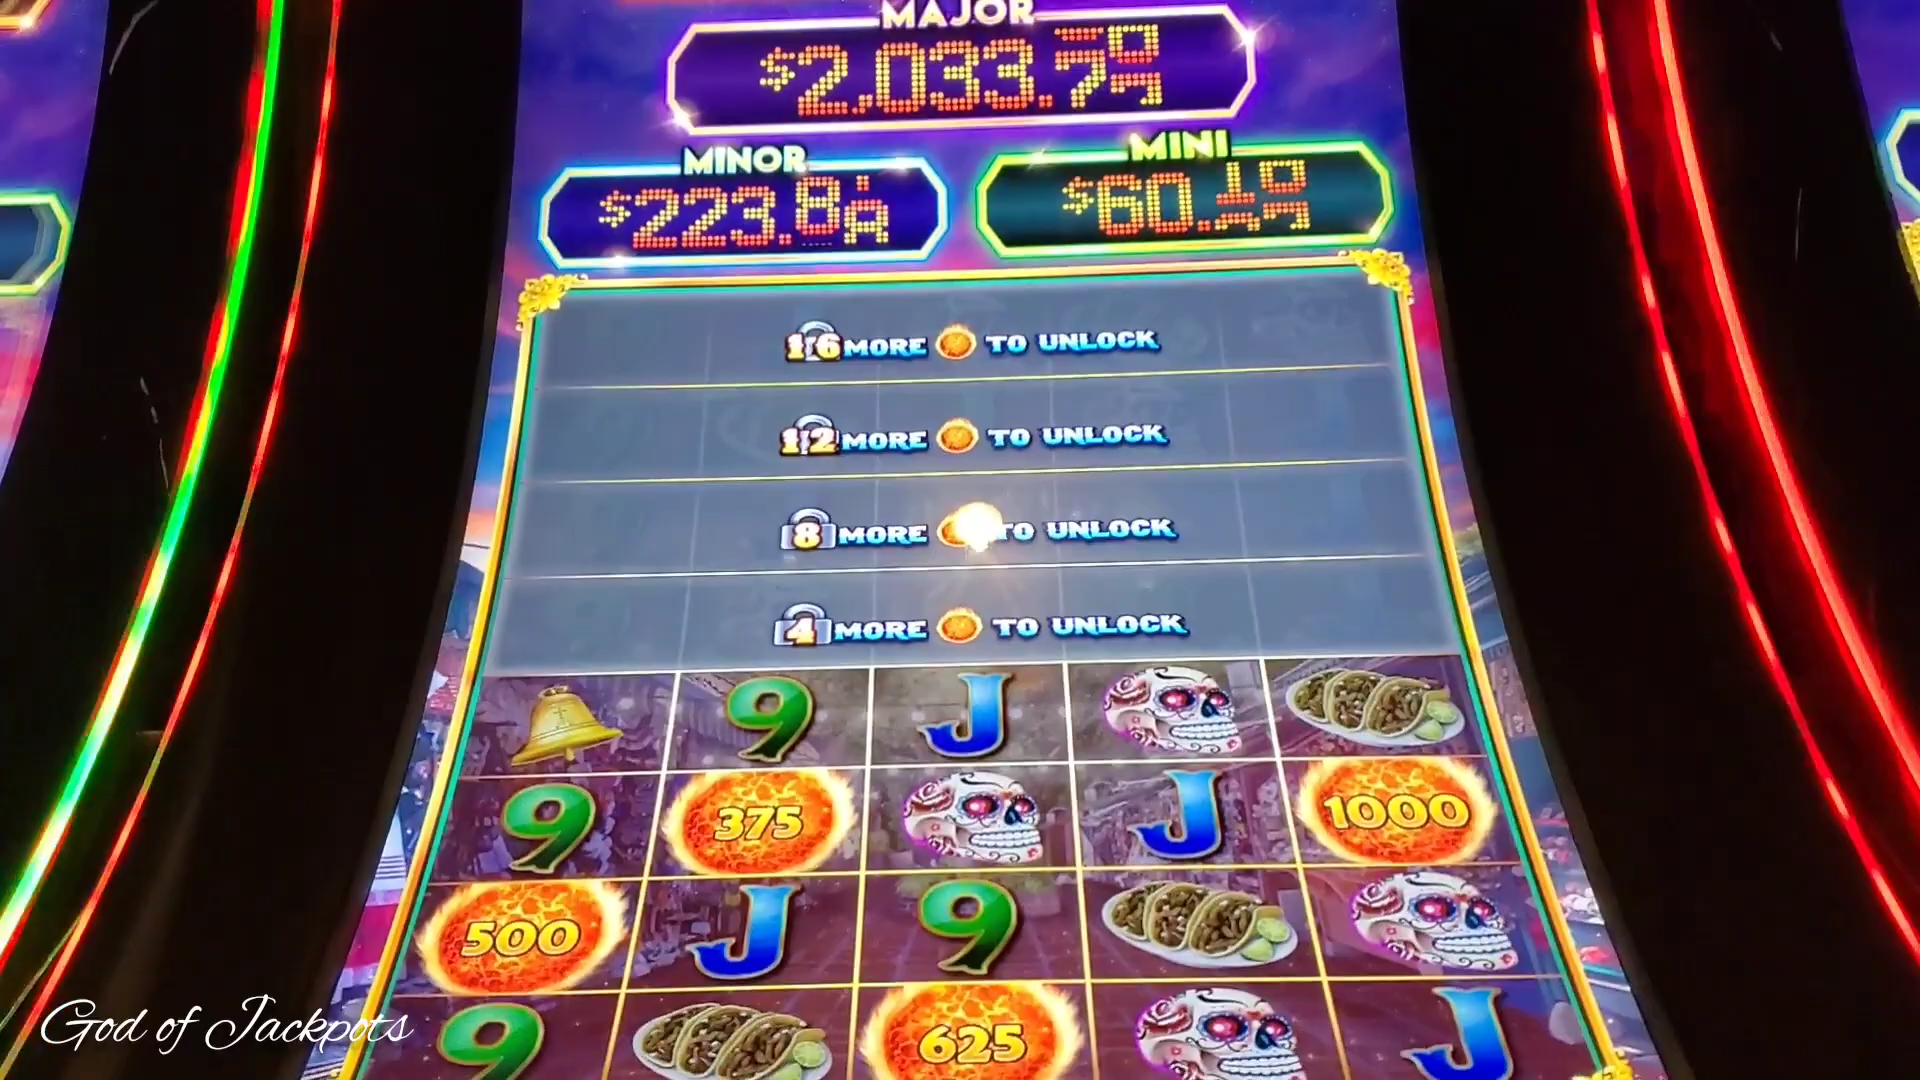 MAJOR
$2,033.7
MINOR
$223.8
MINI
$60.
16 MORE TO UNLOCK
12 MORE TO UNLOCK
8 MORE TO UNLOCK
4 MORE TO UNLOCK
9 J
9 375 J 1000
500 J 9
9 625 J
God of Jackpots